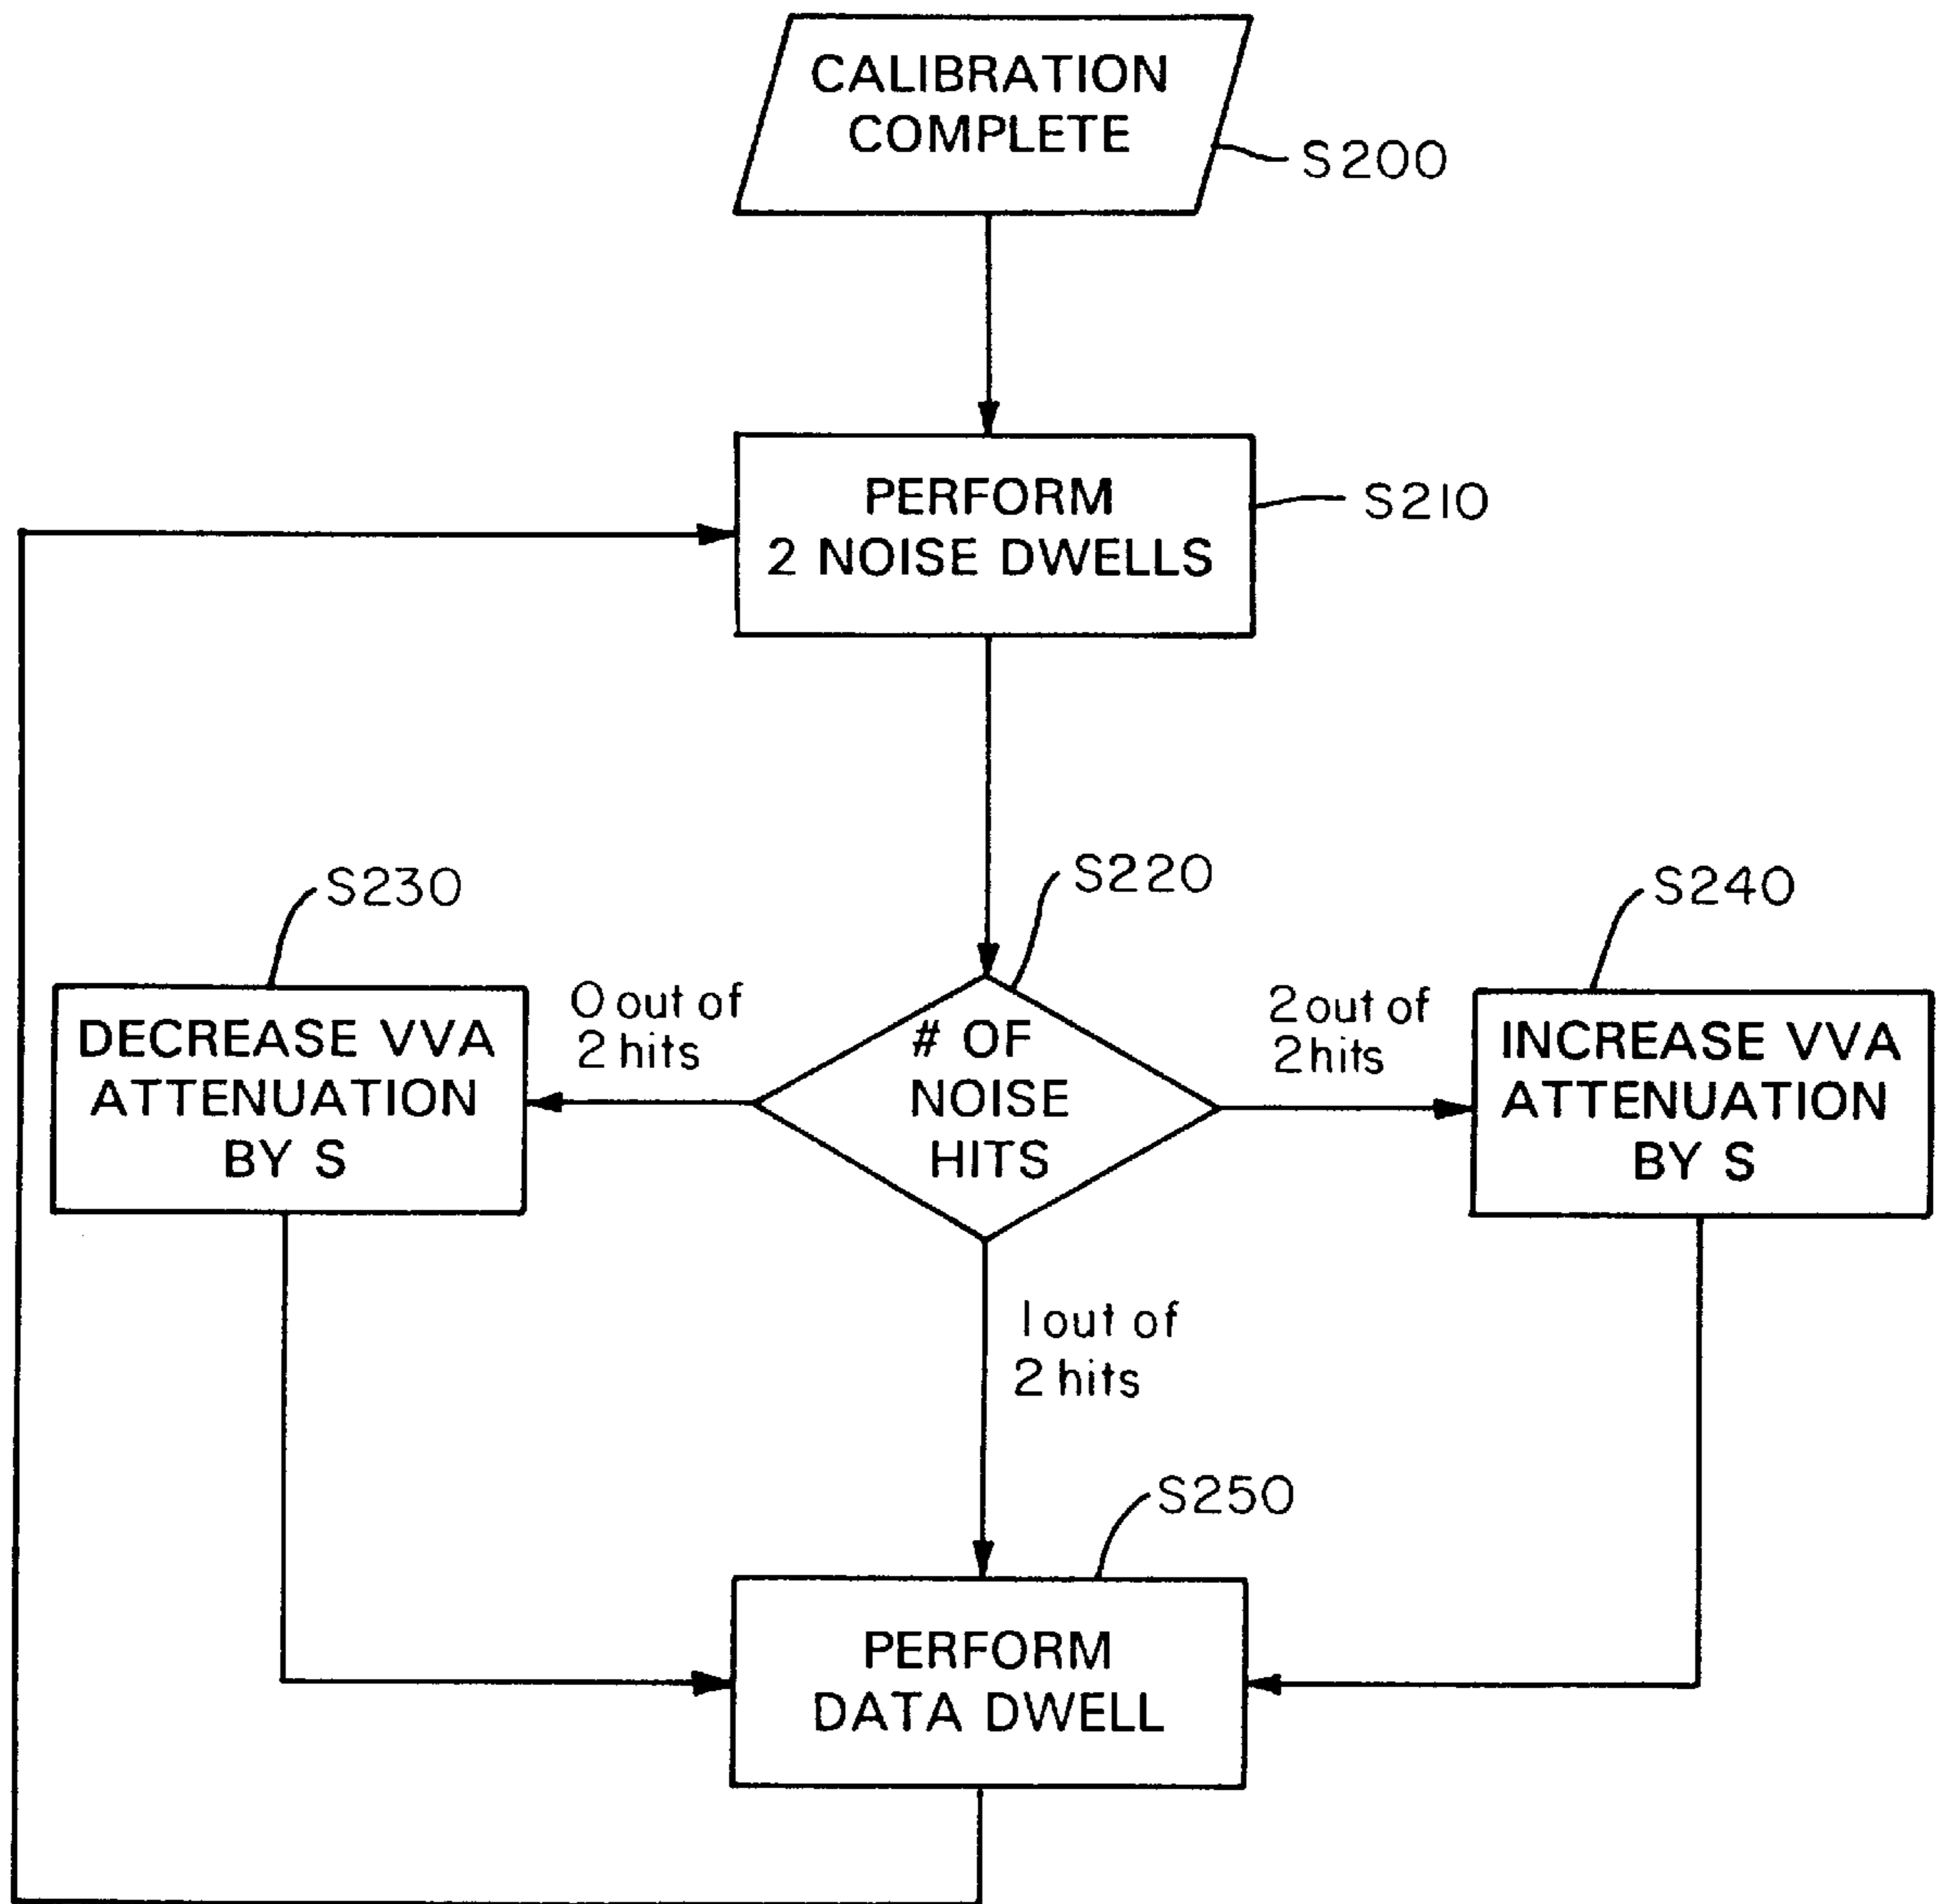 CALIBRATION
COMPLETE
S200
PERFORM
2 NOISE DWELLS
S210
S230
S220
S240
DECREASE VVA
ATTENUATION
BY S
0 out of
2 hits
# OF
NOISE
HITS
2 out of
2 hits
INCREASE VVA
ATTENUATION
BY S
1 out of
2 hits
S250
PERFORM
DATA DWELL